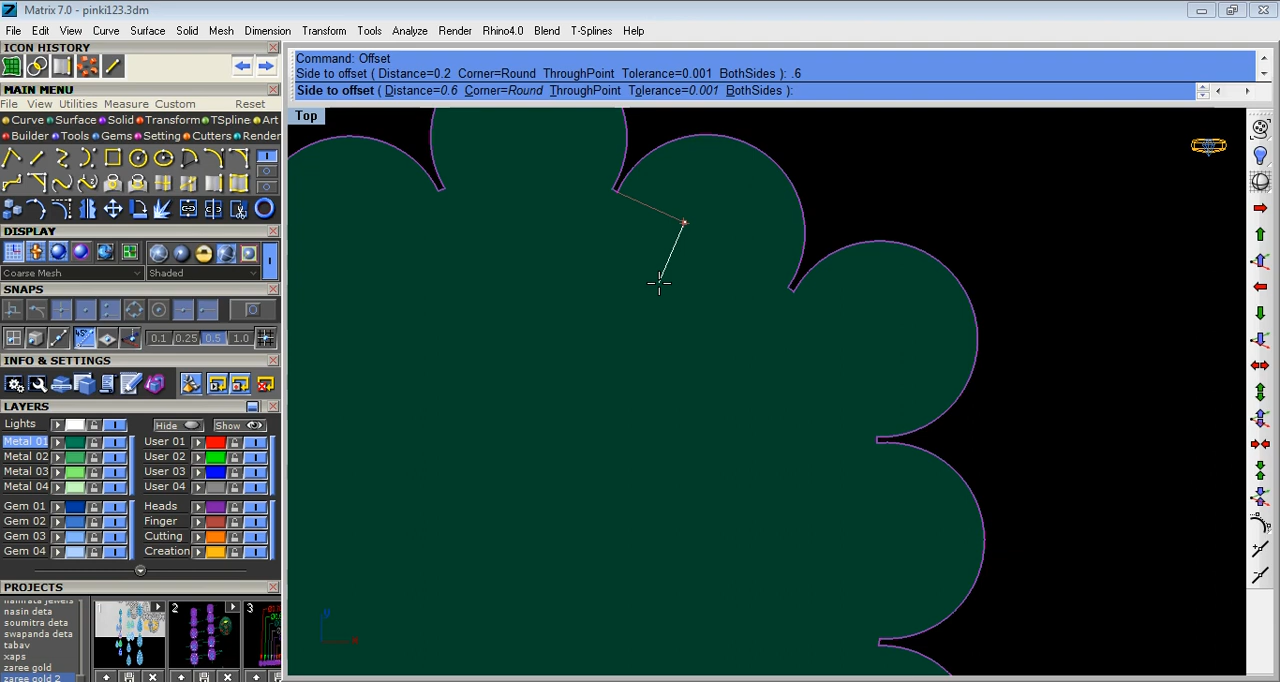 Matrix 7.0 - pinki123.3dm
File Edit View Curve Surface Solid Mesh Dimension Transform Tools Analyze Render Rhino4.0 Blend T-Splines Help
ICON HISTORY
Command: Offset
Side to offset ( Distance=0.2 Corner=Round ThroughPoint Tolerance=0.001 BothSides ): .6
Side to offset ( Distance=0.6 Corner=Round ThroughPoint Tolerance=0.001 BothSides ):
MAIN MENU
File View Utilities Measure Custom Reset
Curve Surface Solid Transform TSpline Art
Builder Tools Gems Setting Cutters Render
Top
DISPLAY
Coarse Mesh Shaded
SNAPS
45°
0.1 0.25 0.5 1.0
INFO & SETTINGS
LAYERS
Lights Hide Show
Metal 01 User 01
Metal 02 User 02
Metal 03 User 03
Metal 04 User 04
Gem 01 Heads
Gem 02 Finger
Gem 03 Cutting
Gem 04 Creation
PROJECTS
namrata jewels
nasin deta
soumitra deta
swapanda deta
tabav
xaps
zaree gold
zaree gold 2
1 2 3